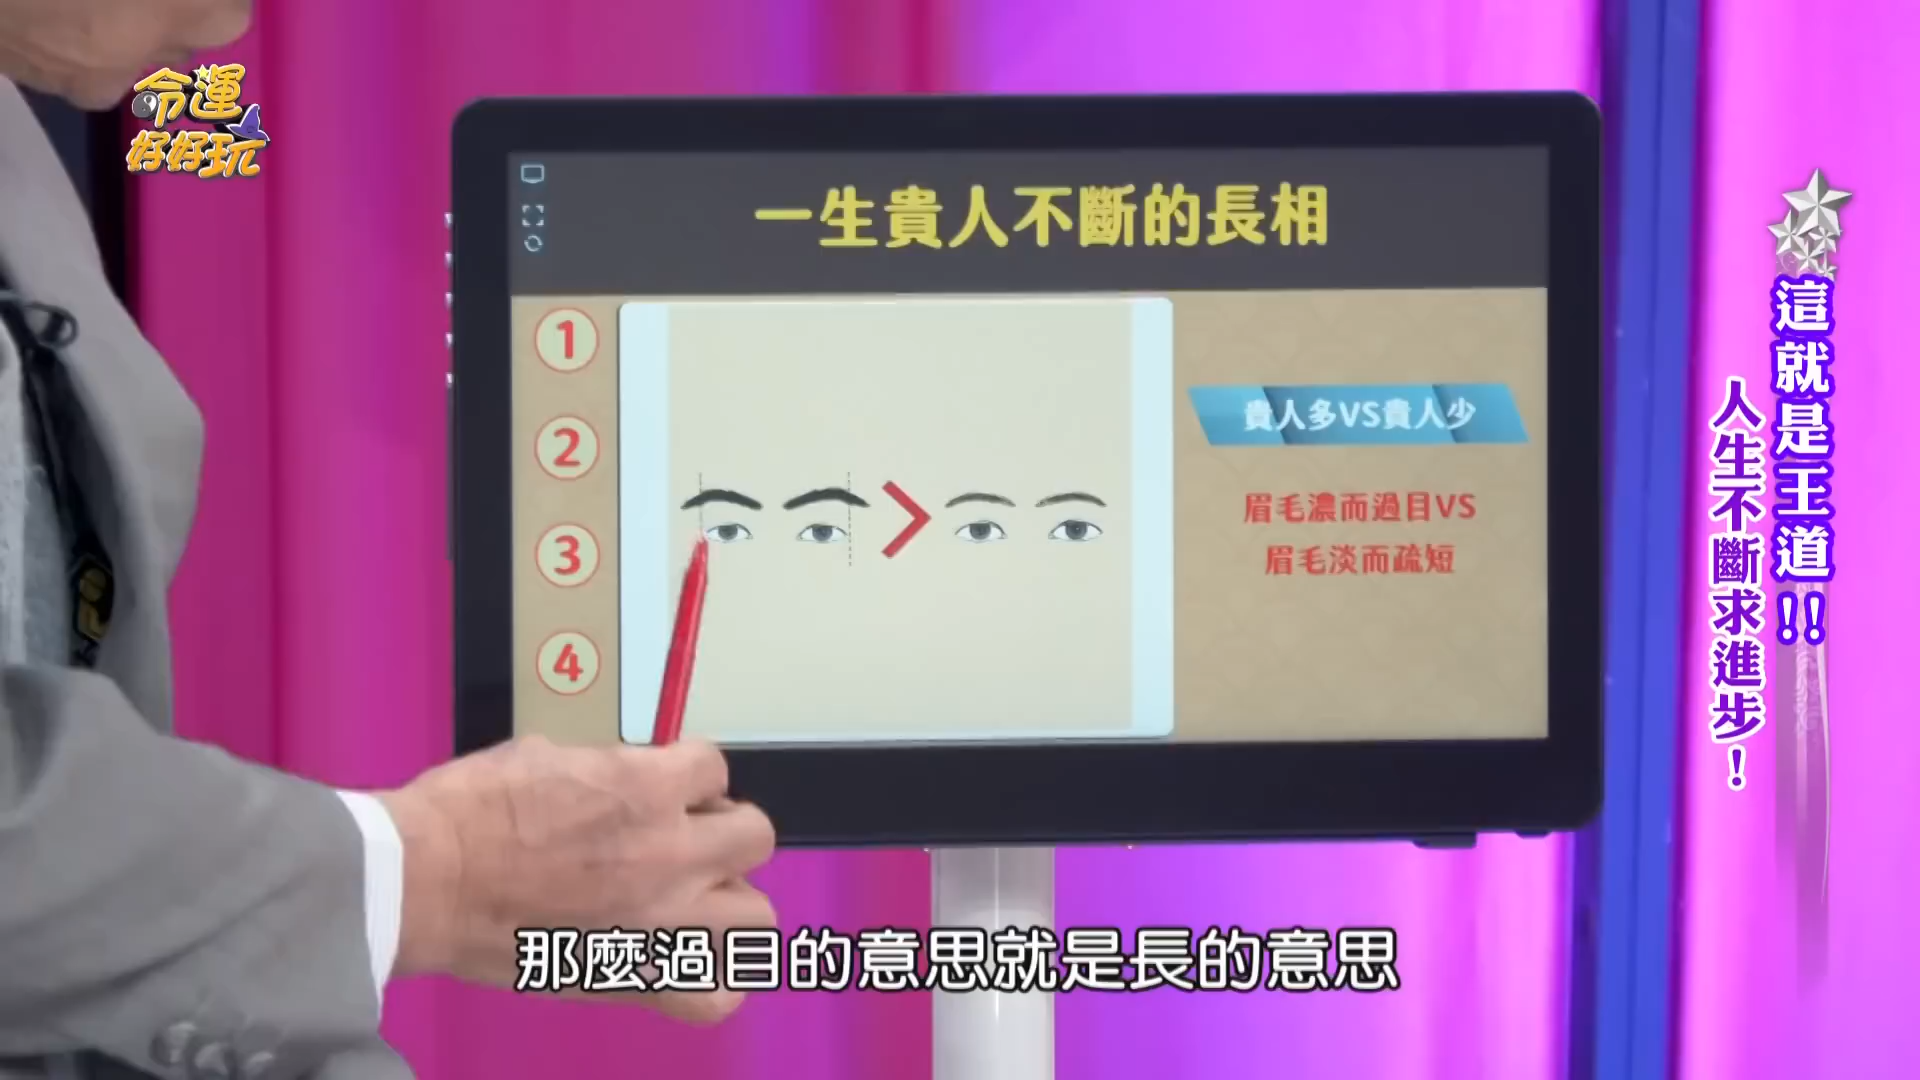 命運
好好玩
一生貴人不斷的長相
1
2
3
4
貴人多VS貴人少
眉毛濃而過目VS
眉毛淡而疏短
這就是王道!!
人生不斷求進步!
那麼過目的意思就是長的意思